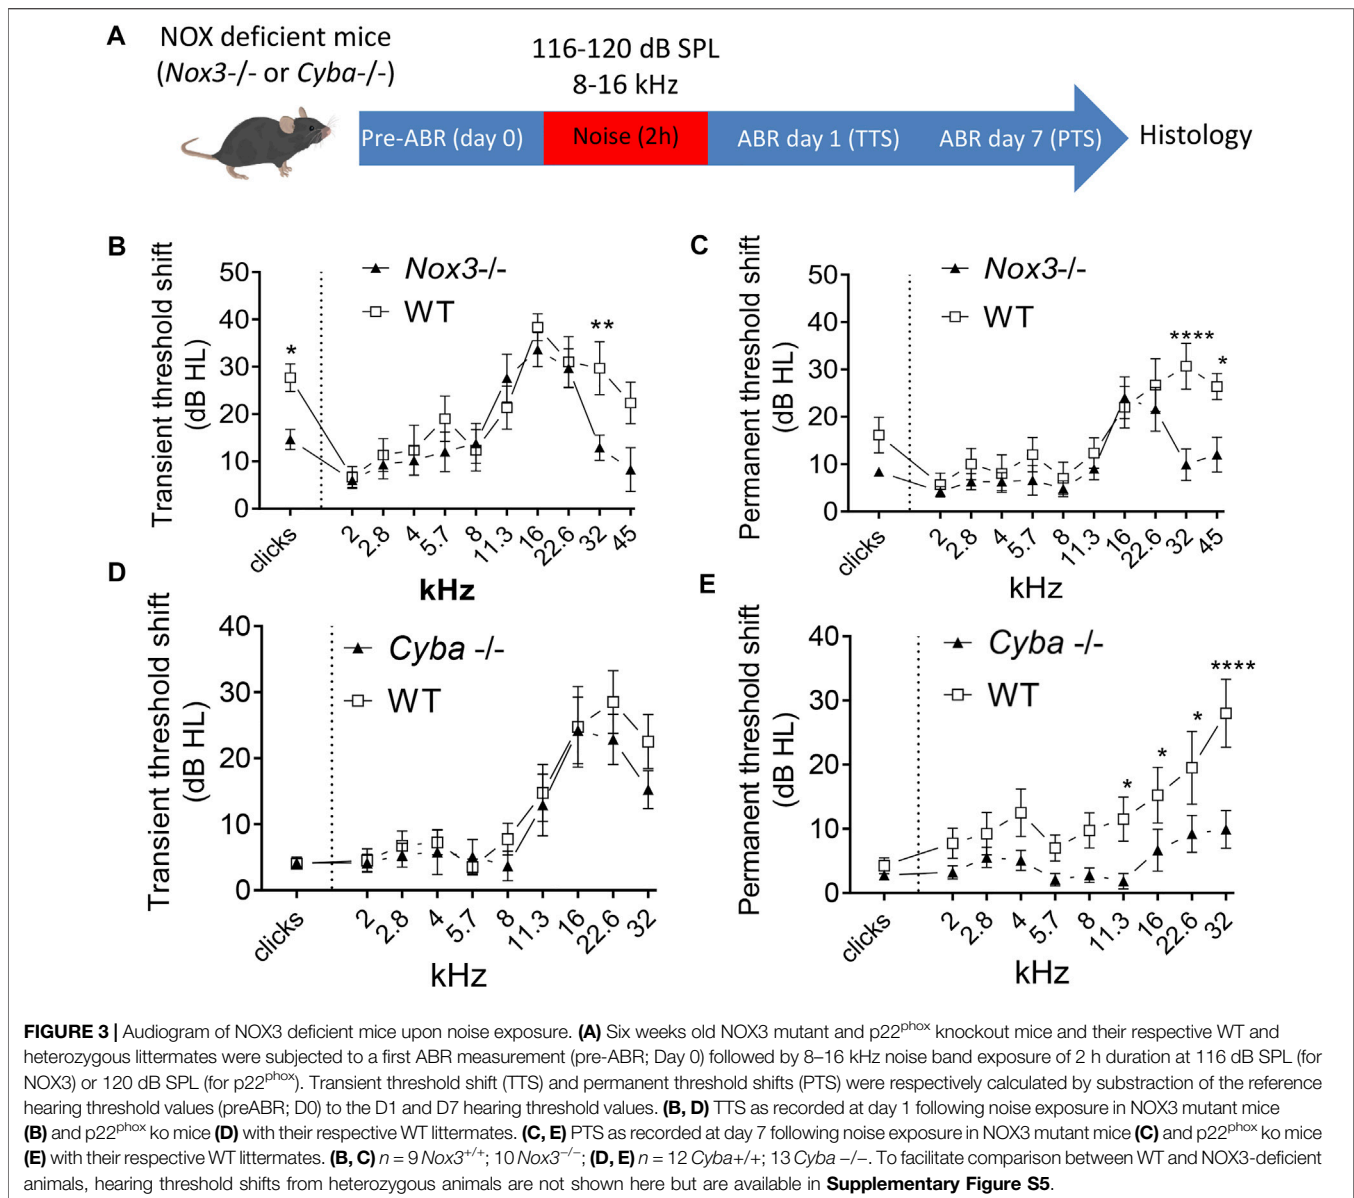 A
NOX deficient mice
(Nox3-/- or Cyba-/-)
116-120 dB SPL
8-16 kHz
Pre-ABR (day 0)
Noise (2h)
ABR day 1 (TTS)
ABR day 7 (PTS)
Histology
B
Transient threshold shift
(dB HL)
50
40
30
20
10
0
Nox3-/-
WT
*
**
clicks
2
2.8
4
5.7
8
11.3
16
22.6
32
45
kHz
C
Permanent threshold shift
(dB HL)
50
40
30
20
10
0
Nox3-/-
WT
****
*
clicks
2
2.8
4
5.7
8
11.3
16
22.6
32
45
kHz
D
Transient threshold shift
(dB HL)
40
30
20
10
0
Cyba -/-
WT
clicks
2
2.8
4
5.7
8
11.3
16
22.6
32
kHz
E
Permanent threshold shift
(dB HL)
40
30
20
10
0
Cyba -/-
WT
*
*
*
****
clicks
2
2.8
4
5.7
8
11.3
16
22.6
32
kHz
FIGURE 3 | Audiogram of NOX3 deficient mice upon noise exposure. (A) Six weeks old NOX3 mutant and p22phox knockout mice and their respective WT and
heterozygous littermates were subjected to a first ABR measurement (pre-ABR; Day 0) followed by 8–16 kHz noise band exposure of 2 h duration at 116 dB SPL (for
NOX3) or 120 dB SPL (for p22phox). Transient threshold shift (TTS) and permanent threshold shifts (PTS) were respectively calculated by substraction of the reference
hearing threshold values (preABR; D0) to the D1 and D7 hearing threshold values. (B, D) TTS as recorded at day 1 following noise exposure in NOX3 mutant mice
(B) and p22phox ko mice (D) with their respective WT littermates. (C, E) PTS as recorded at day 7 following noise exposure in NOX3 mutant mice (C) and p22phox ko mice
(E) with their respective WT littermates. (B, C) n = 9 Nox3+/+; 10 Nox3−/−; (D, E) n = 12 Cyba+/+; 13 Cyba −/−. To facilitate comparison between WT and NOX3-deficient
animals, hearing threshold shifts from heterozygous animals are not shown here but are available in Supplementary Figure S5.